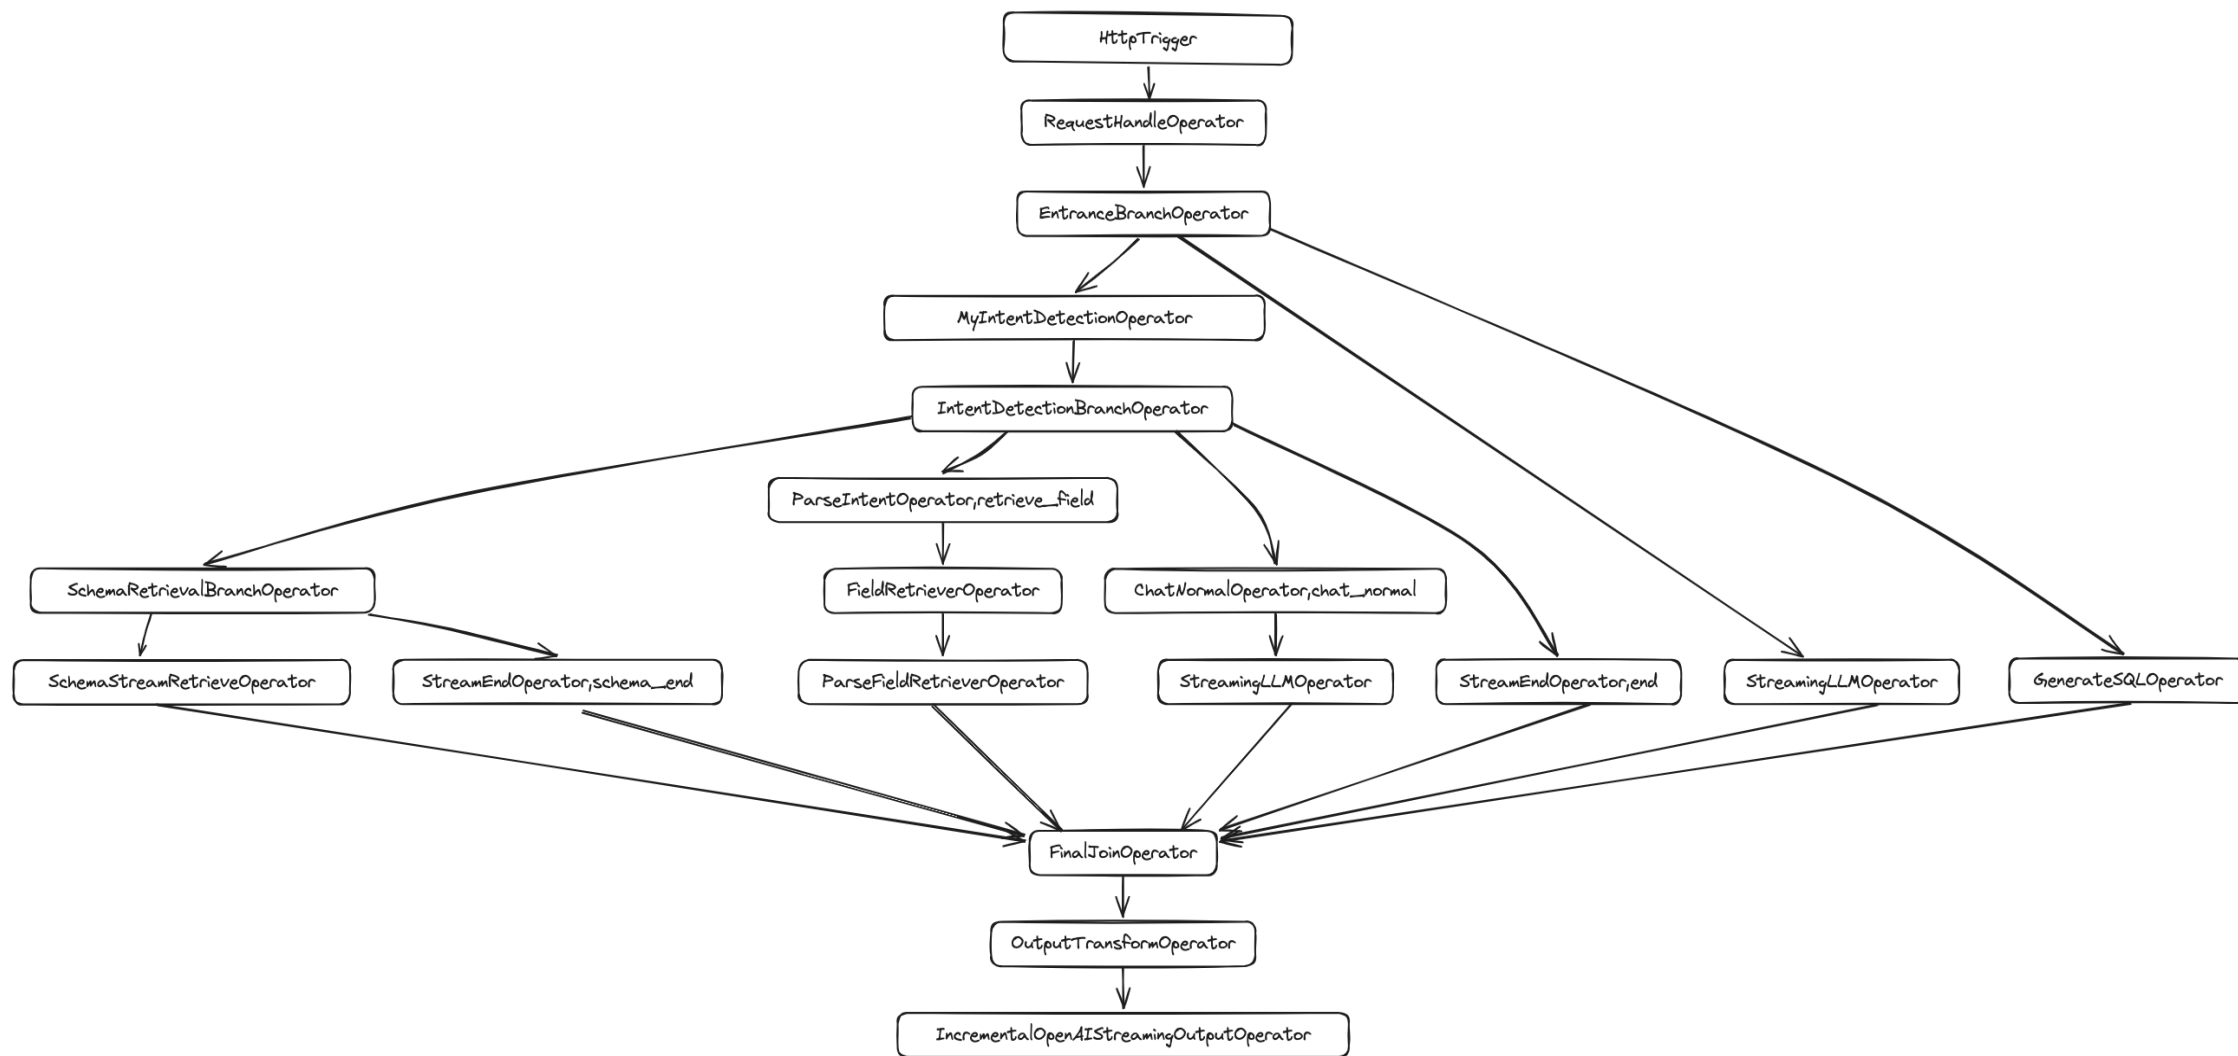 HttpTrigger
RequestHandleOperator
EntranceBranchOperator
MyIntentDetectionOperator
IntentDetectionBranchOperator
ParseIntentOperator,retrieve_field
SchemaRetrievalBranchOperator
FieldRetrieverOperator
ChatNormalOperator,chat_normal
SchemaStreamRetrieveOperator
StreamEndOperator,schema_end
ParseFieldRetrieverOperator
StreamingLLMOperator
StreamEndOperator,end
StreamingLLMOperator
GenerateSQLOperator
FinalJoinOperator
OutputTransformOperator
IncrementalOpenAIStreamingOutputOperator